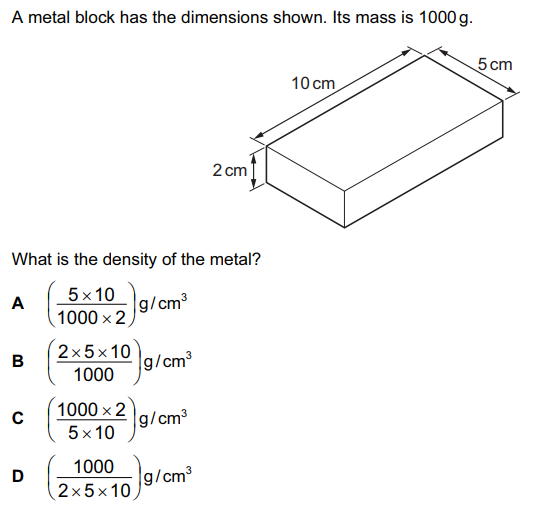 A metal block has the dimensions shown. Its mass is 1000 g.
5 cm
10 cm
2 cm
What is the density of the metal?
A (5 × 10 / 1000 × 2) g / cm³
B (2 × 5 × 10 / 1000) g / cm³
C (1000 × 2 / 5 × 10) g / cm³
D (1000 / 2 × 5 × 10) g / cm³